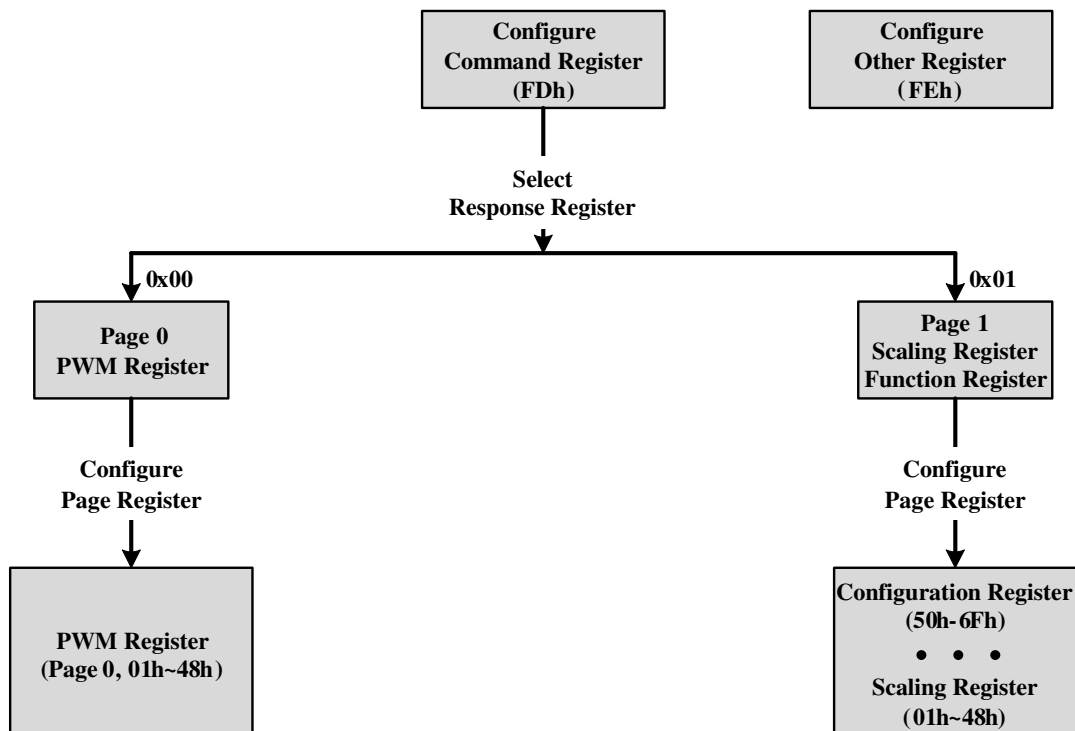 Configure
Command Register
(FDh)
Configure
Other Register
(FEh)
Select
Response Register
0x00
0x01
Page 0
PWM Register
Page 1
Scaling Register
Function Register
Configure
Page Register
Configure
Page Register
PWM Register
(Page 0, 01h~48h)
Configuration Register
(50h-6Fh)
• • •
Scaling Register
(01h~48h)